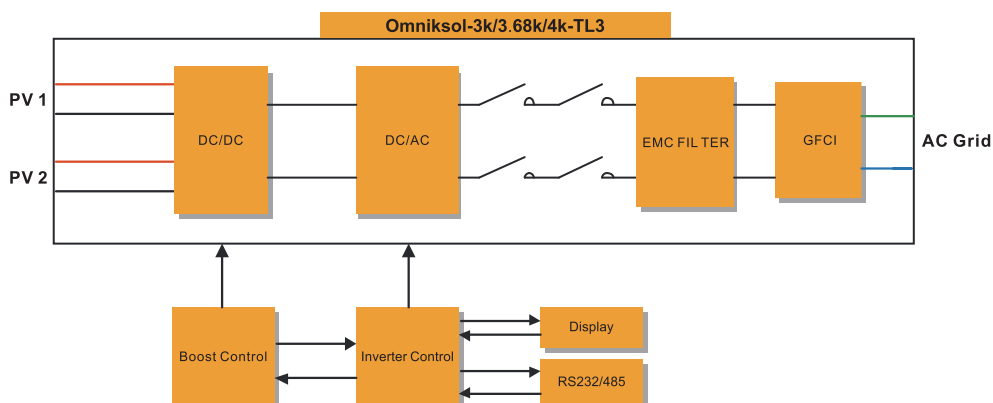 Omniksol-3k/3.68k/4k-TL3
PV 1
PV 2
DC/DC
DC/AC
EMC FIL TER
GFCI
AC Grid
Boost Control
Inverter Control
Display
RS232/485